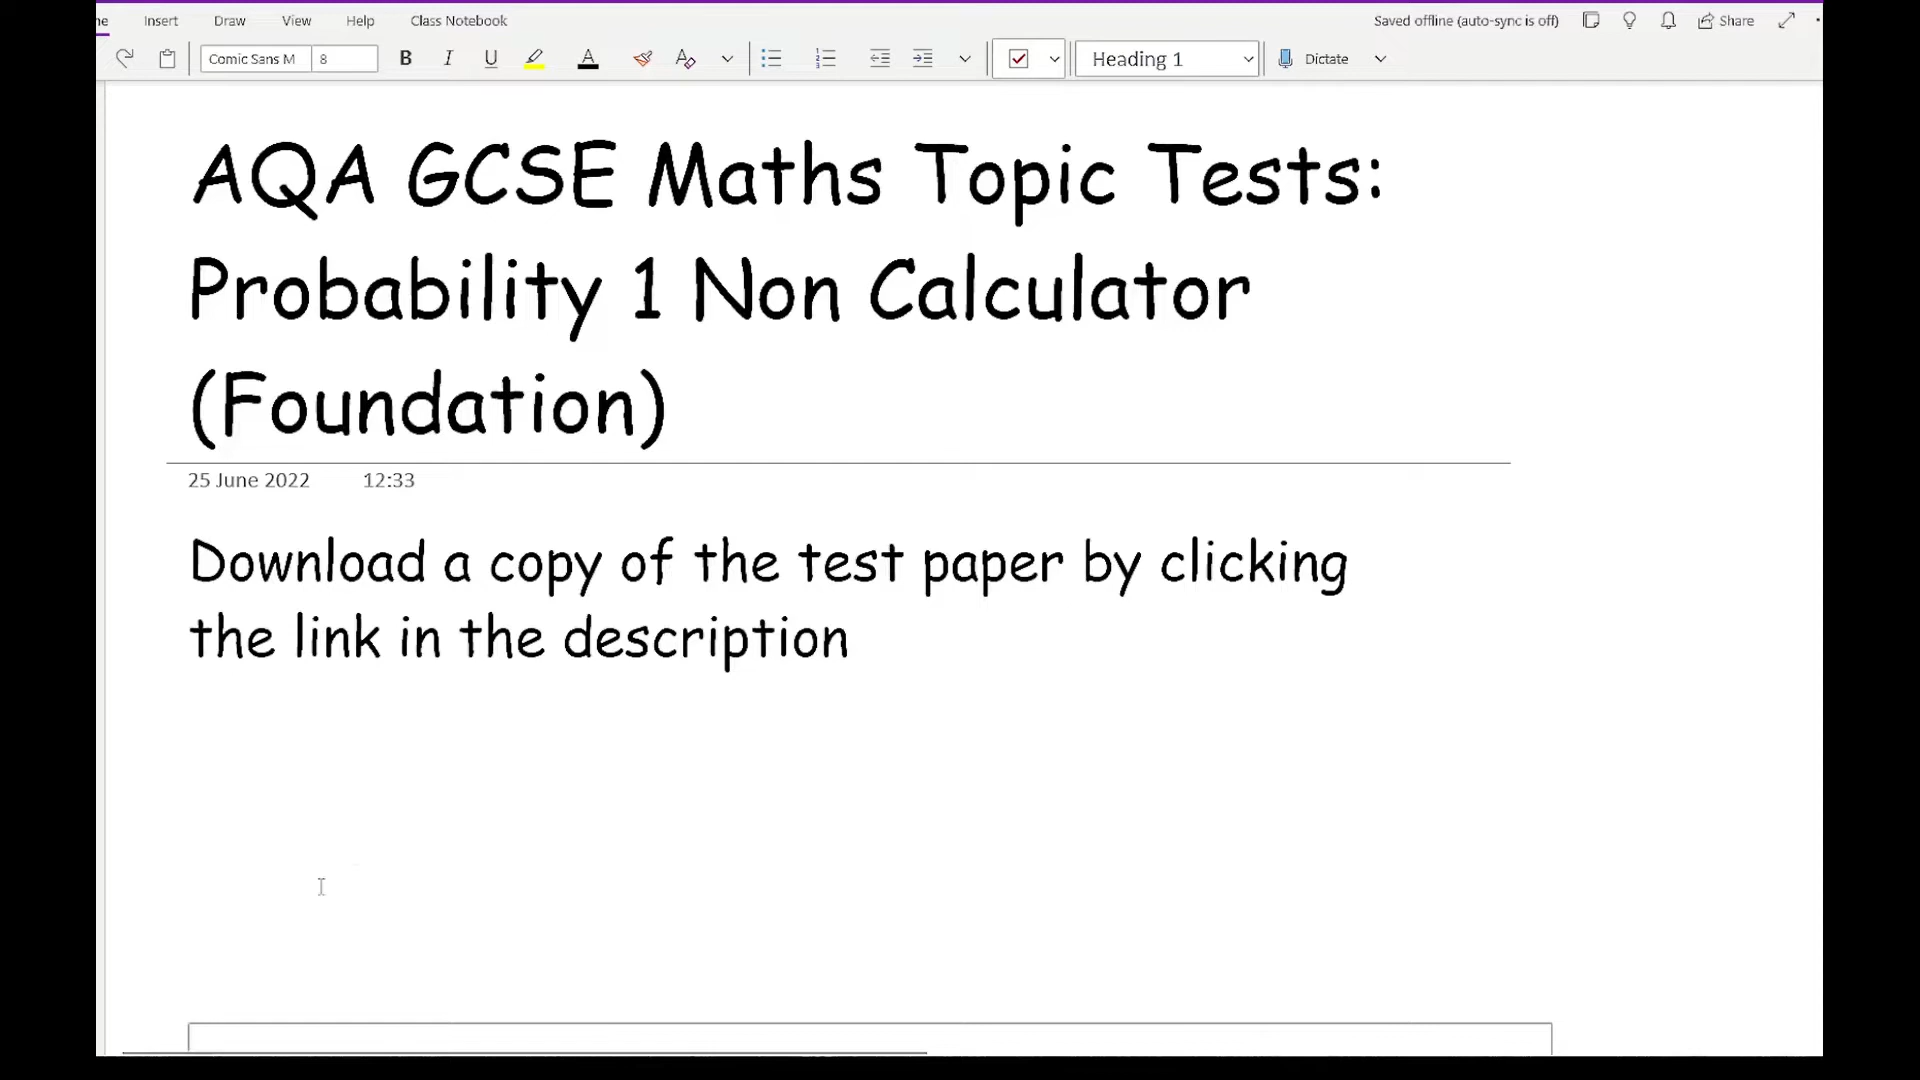 Insert Draw View Help Class Notebook Saved offline (auto-sync is off) Share
Comic Sans M 8 B I U A Heading 1 Dictate
AQA GCSE Maths Topic Tests:
Probability 1 Non Calculator
(Foundation)
25 June 2022 12:33
Download a copy of the test paper by clicking
the link in the description